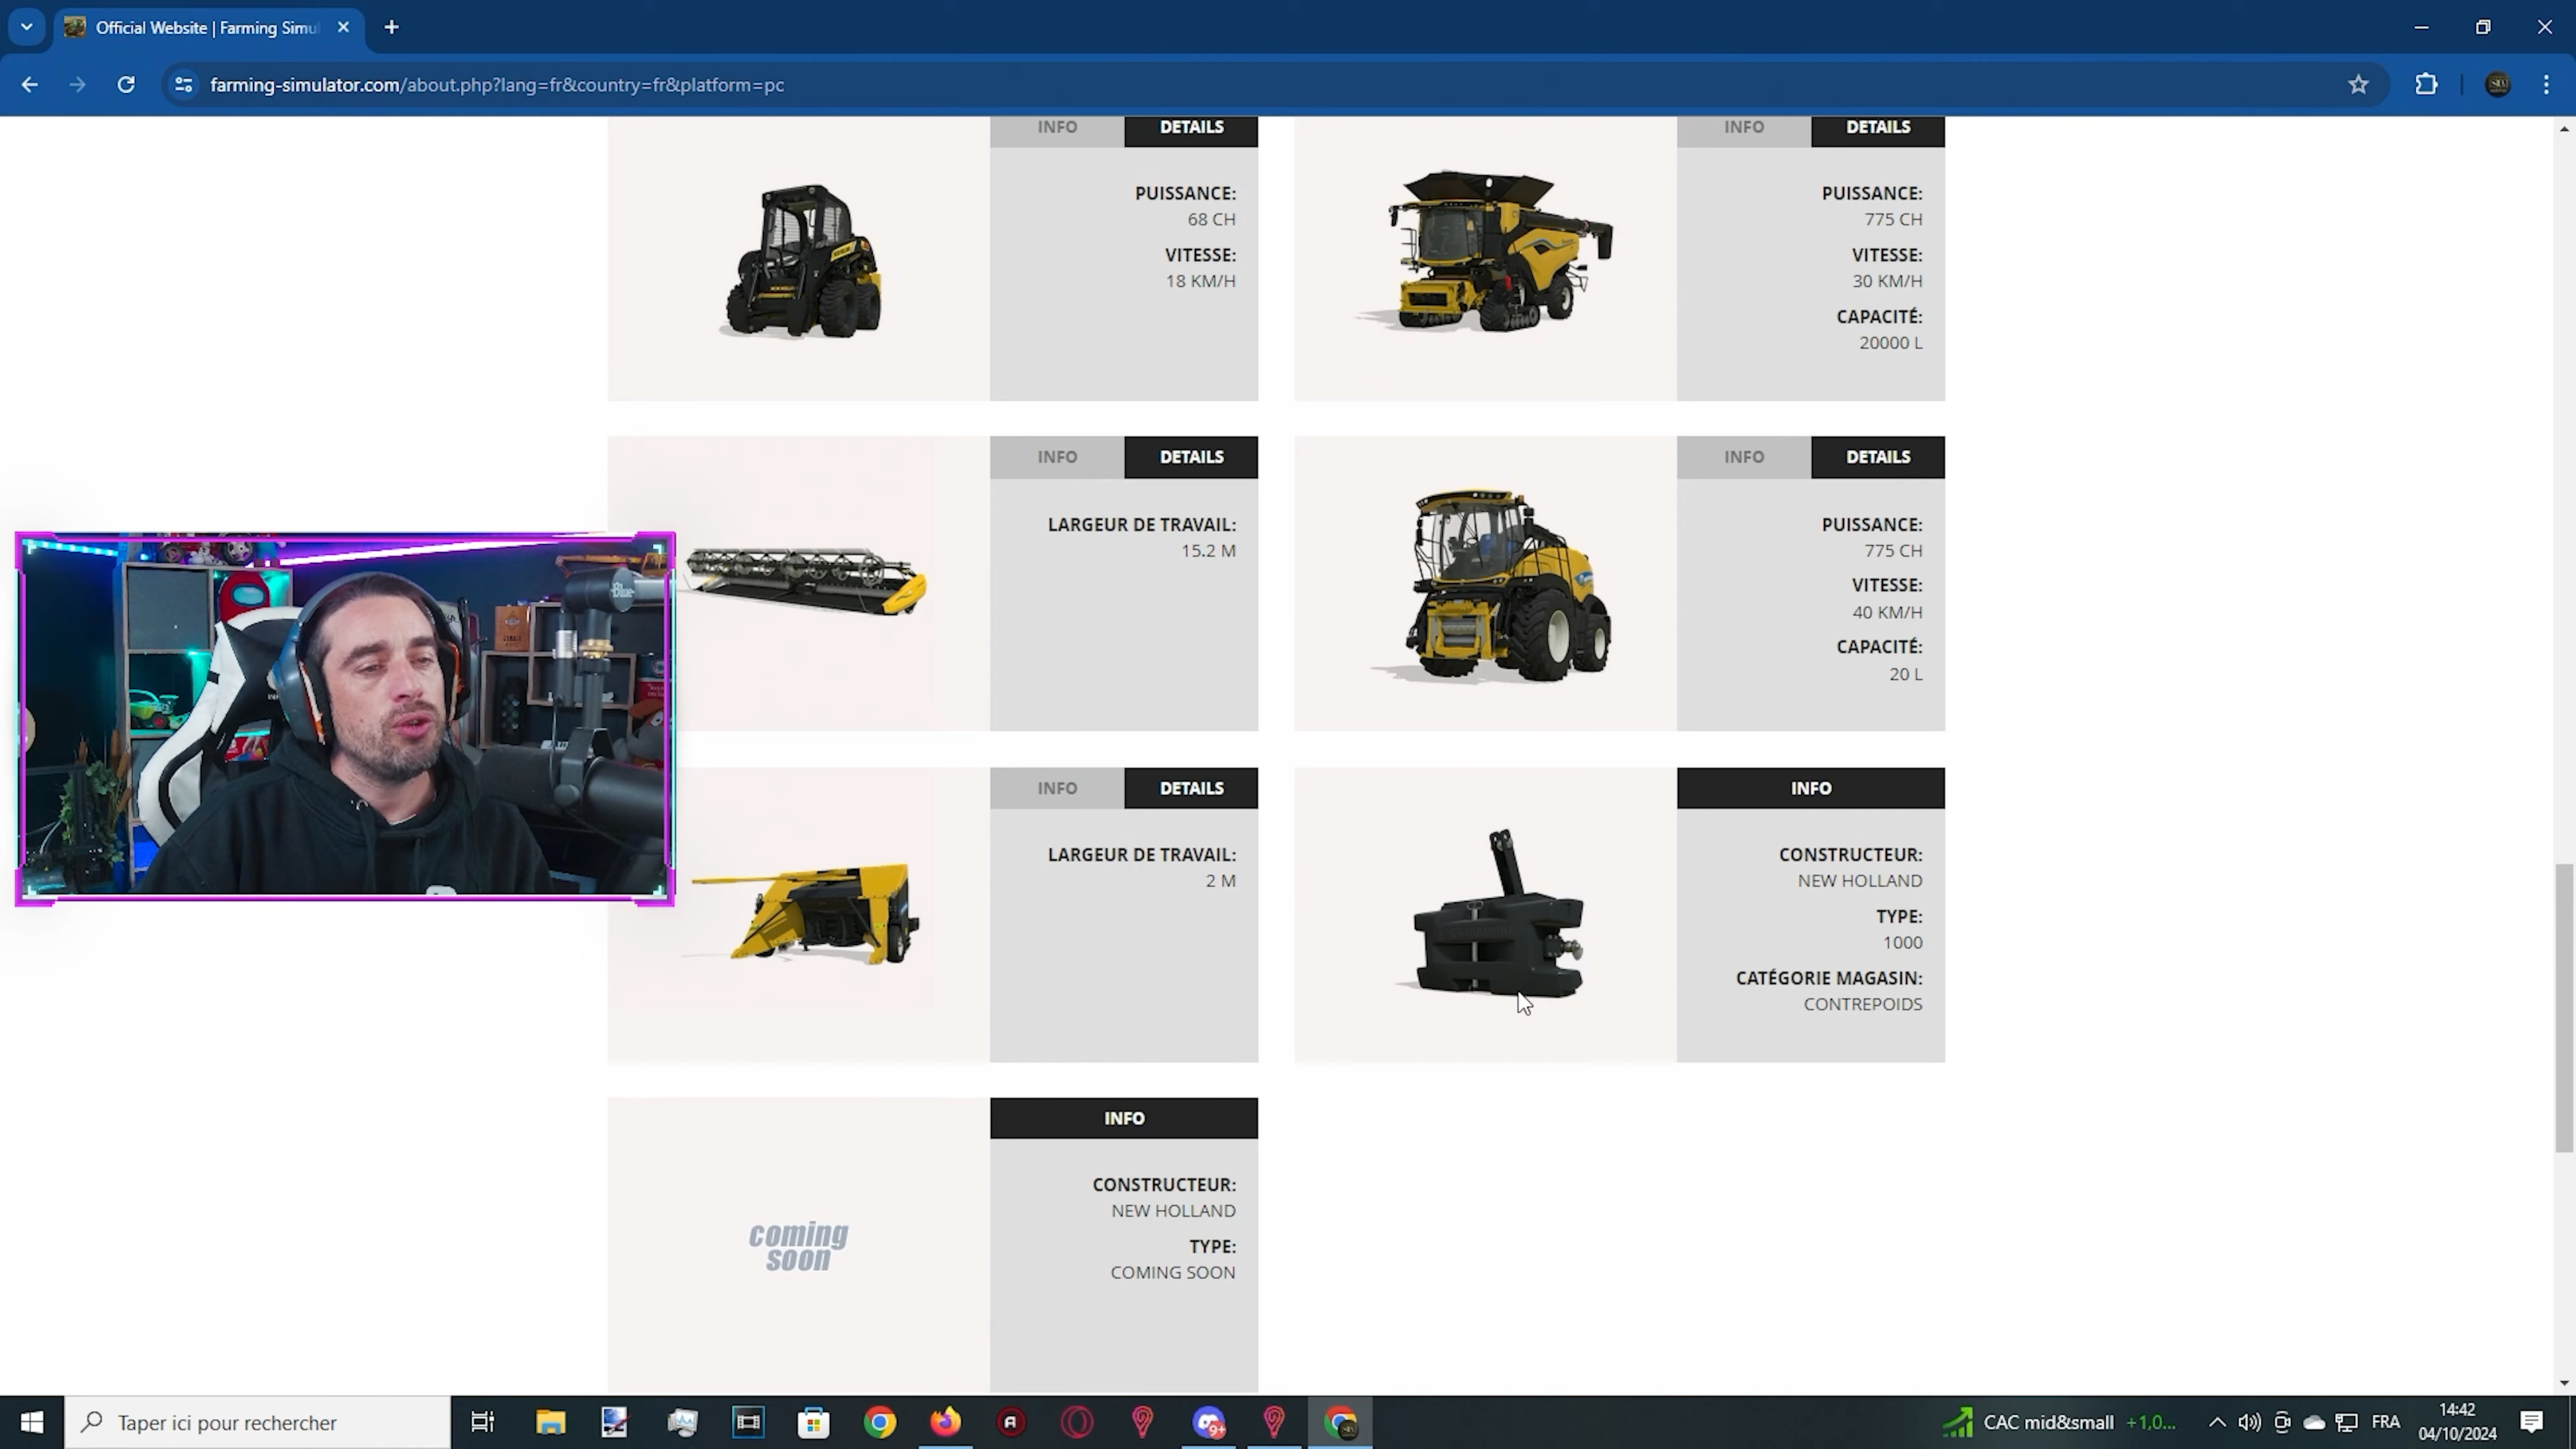 Official Website | Farming Simul
farming-simulator.com/about.php?lang=fr&country=fr&platform=pc
INFO
DETAILS
PUISSANCE:
68 CH
VITESSE:
18 KM/H
INFO
DETAILS
PUISSANCE:
775 CH
VITESSE:
30 KM/H
CAPACITÉ:
20000 L
INFO
DETAILS
LARGEUR DE TRAVAIL:
15.2 M
INFO
DETAILS
PUISSANCE:
775 CH
VITESSE:
40 KM/H
CAPACITÉ:
20 L
INFO
DETAILS
LARGEUR DE TRAVAIL:
2 M
INFO
CONSTRUCTEUR:
NEW HOLLAND
TYPE:
1000
CATÉGORIE MAGASIN:
CONTREPOIDS
coming
soon
INFO
CONSTRUCTEUR:
NEW HOLLAND
TYPE:
COMING SOON
Taper ici pour rechercher
9+
CAC mid&small +1,0...
FRA
14:42
04/10/2024